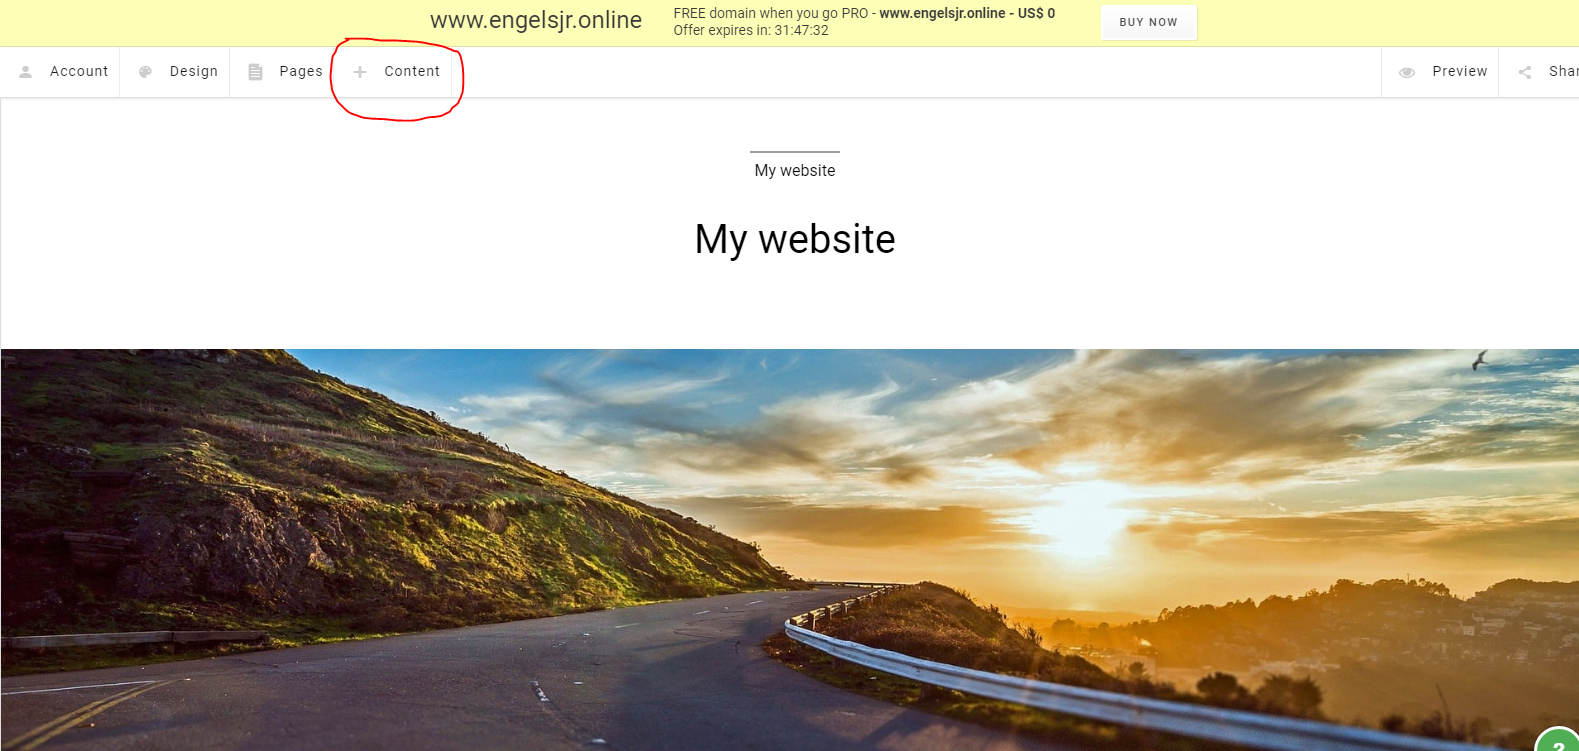 www.engelsjr.online
FREE domain when you go PRO - www.engelsjr.online - US$ 0
Offer expires in: 31:47:32
BUY NOW
Account
Design
Pages
Content
Preview
Shar
My website
My website
?